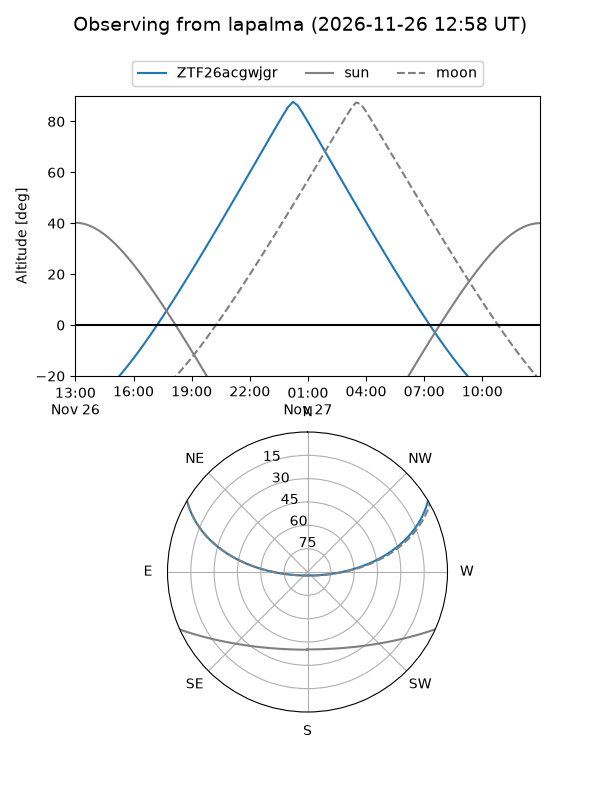 Observing from lapalma (2026-11-26 12:58 UT)
ZTF26acgwjgr sun moon
Altitude [deg]
80
60
40
20
0
−20
13:00 16:00 19:00 22:00 01:00 04:00 07:00 10:00
Nov 26 Nov 27
N
NE NW
15
30
45
60
75
E W
SE SW
S